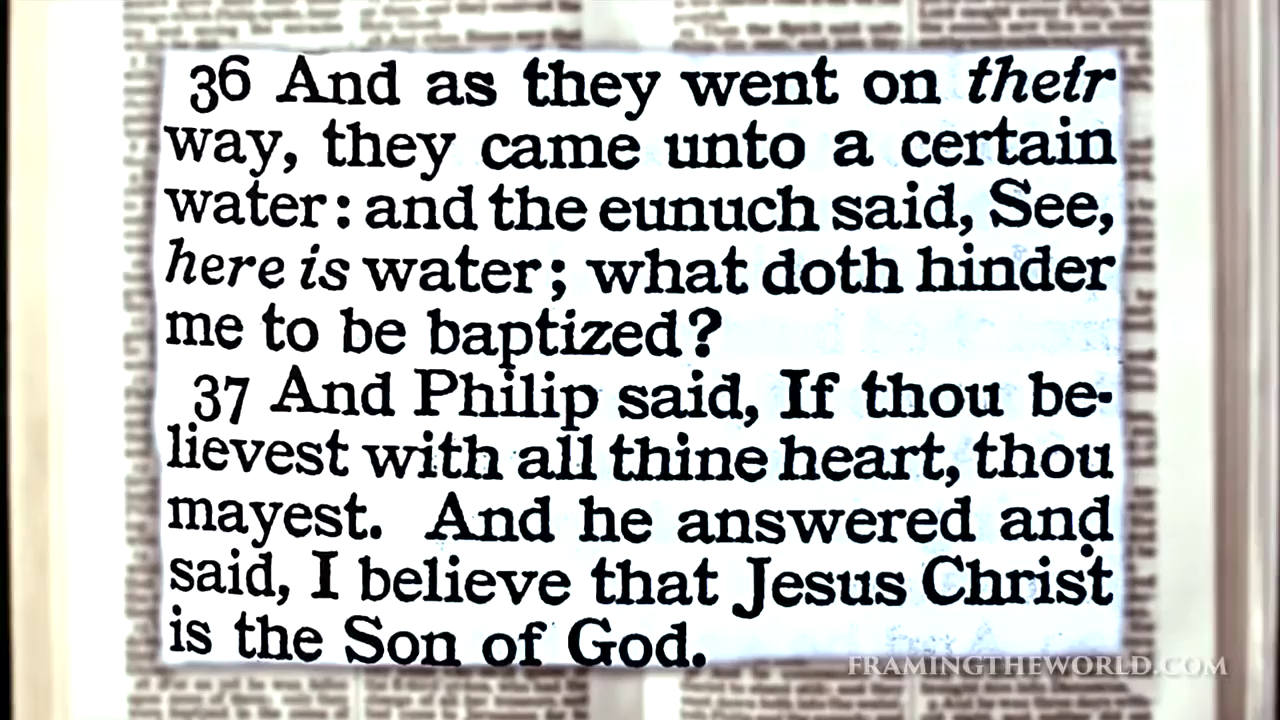 36 And as they went on their
way, they came unto a certain
water: and the eunuch said, See,
here is water; what doth hinder
me to be baptized?
37 And Philip said, If thou be-
lievest with all thine heart, thou
mayest. And he answered and
said, I believe that Jesus Christ
is the Son of God.
FRAMINGTHEWORLD.COM